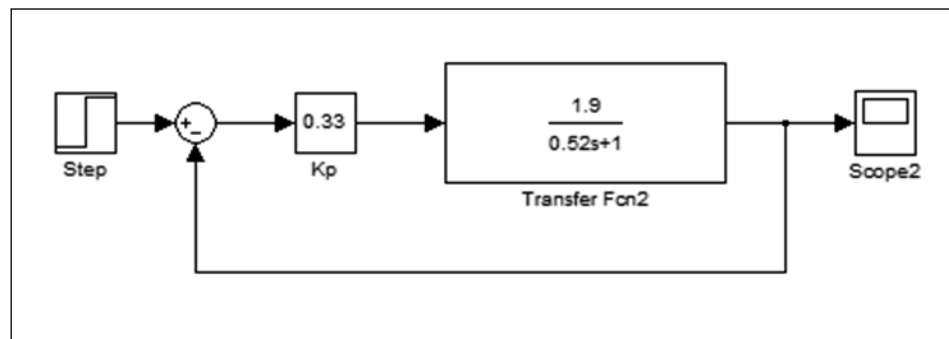 Step
+
−
0.33
Kp
1.9
0.52s+1
Transfer Fcn2
Scope2